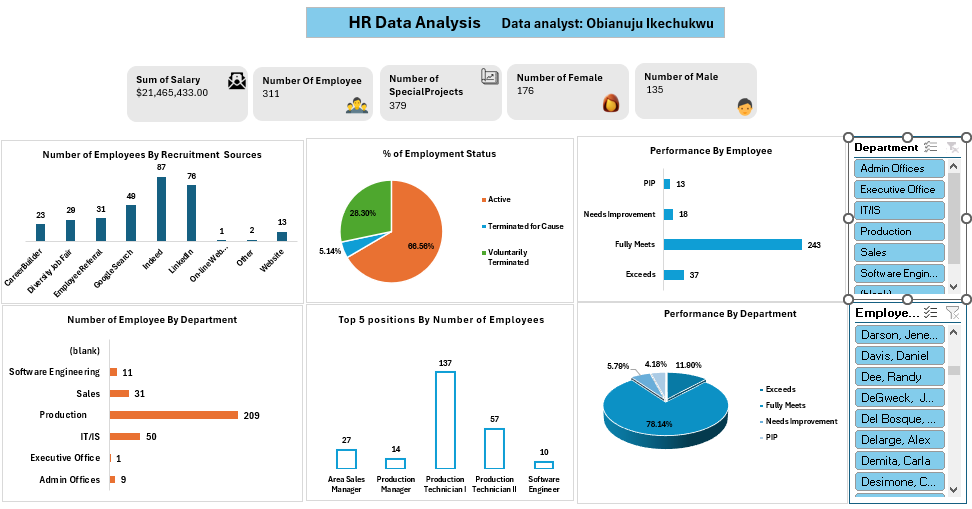 HR Data Analysis Data analyst: Obianuju Ikechukwu
Sum of Salary
$21,465,433.00
Number Of Employee
311
Number of
SpecialProjects
379
Number of Female
176
Number of Male
135
Number of Employees By Recruitment Sources
23
29
31
49
87
76
1
2
13
CareerBuilder
Diversity Job Fair
Employee Referral
Google Search
Indeed
LinkedIn
On-line Web...
Other
Website
% of Employment Status
28.30%
5.14%
66.56%
Active
Terminated for Cause
Voluntarily
Terminated
Performance By Employee
PIP 13
Needs Improvement 18
Fully Meets 243
Exceeds 37
Department
Admin Offices
Executive Office
IT/IS
Production
Sales
Software Engin...
(blank)
Number of Employee By Department
(blank)
Software Engineering 11
Sales 31
Production 209
IT/IS 50
Executive Office 1
Admin Offices 9
Top 5 positions By Number of Employees
27
14
137
57
10
Area Sales
Manager
Production
Manager
Production
Technician I
Production
Technician II
Software
Engineer
Performance By Department
5.79%
4.18%
11.90%
78.14%
Exceeds
Fully Meets
Needs Improvement
PIP
Employe...
Darson, Jene...
Davis, Daniel
Dee, Randy
DeGweck, J...
Del Bosque, ...
Delarge, Alex
Demita, Carla
Desimone, C...